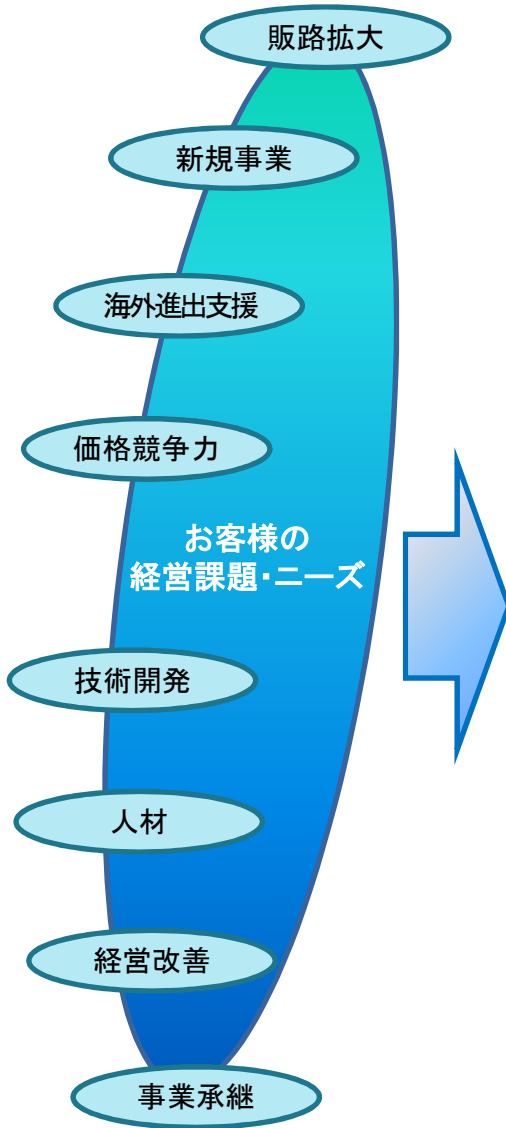 販路拡大
新規事業
海外進出支援
価格競争力
お客様の
経営課題・ニーズ
技術開発
人材
経営改善
事業承継